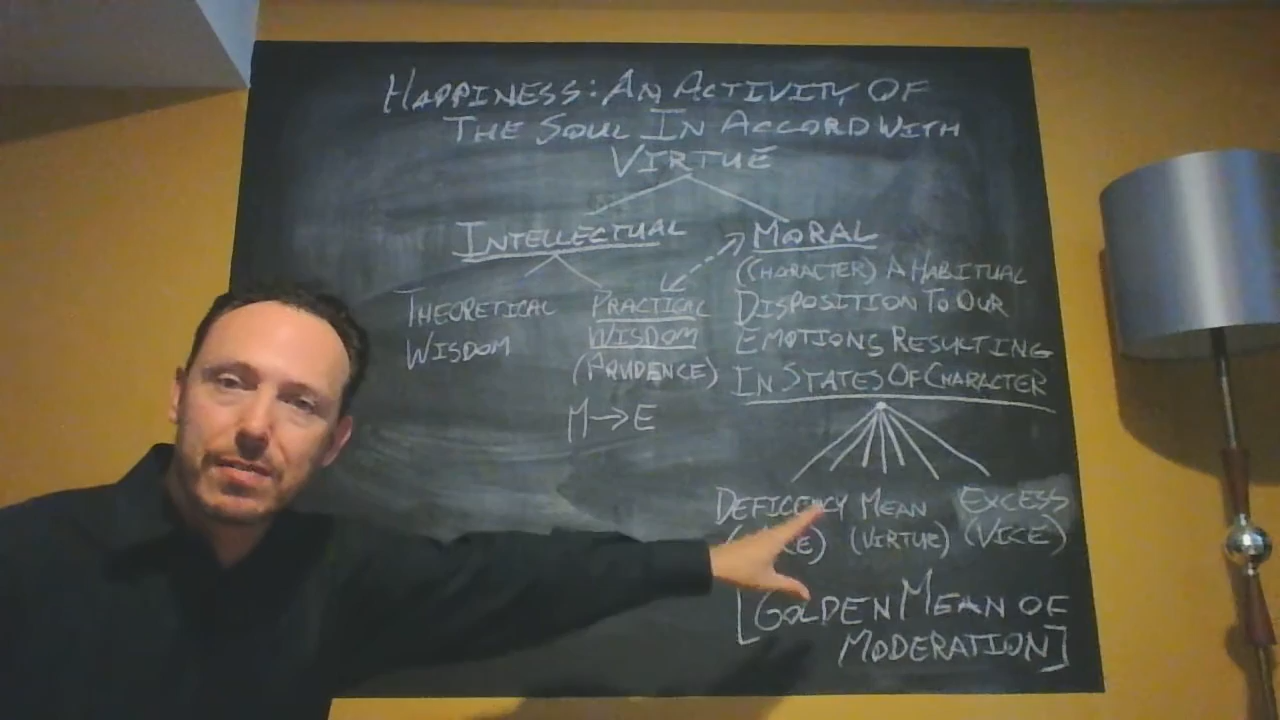 HAPPINESS: AN ACTIVITY OF
THE SOUL IN ACCORD WITH
VIRTUE
INTELLECTUAL
MORAL
THEORETICAL
WISDOM
PRACTICAL
WISDOM
(PRUDENCE)
M→E
(CHARACTER) A HABITUAL
DISPOSITION TO OUR
EMOTIONS RESULTING
IN STATES OF CHARACTER
MEAN
(VIRTUE)
EXCESS
(VICE)
[GOLDEN MEAN OF
MODERATION]